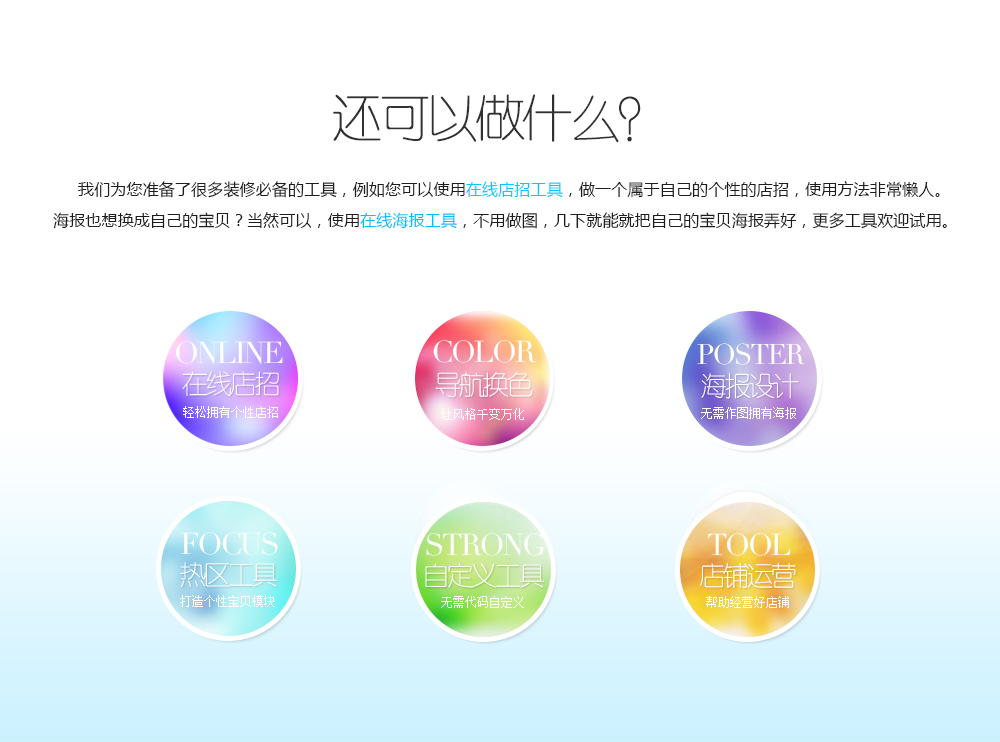 还可以做什么?
我们为您准备了很多装修必备的工具，例如您可以使用在线店招工具，做一个属于自己的个性的店招，使用方法非常懒人。
海报也想换成自己的宝贝？当然可以，使用在线海报工具，不用做图，几下就能就把自己的宝贝海报弄好，更多工具欢迎试用。
ONLINE
在线店招
轻松拥有个性店招
COLOR
导航换色
让风格千变万化
POSTER
海报设计
无需作图拥有海报
FOCUS
热区工具
打造个性宝贝模块
STRONG
自定义工具
无需代码自定义
TOOL
店铺运营
帮助经营好店铺